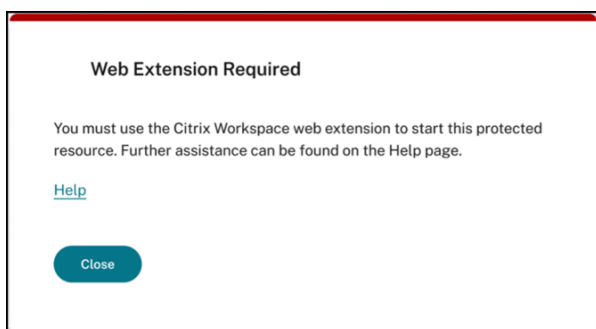 Web Extension Required
You must use the Citrix Workspace web extension to start this protected
resource. Further assistance can be found on the Help page.
Help
Close